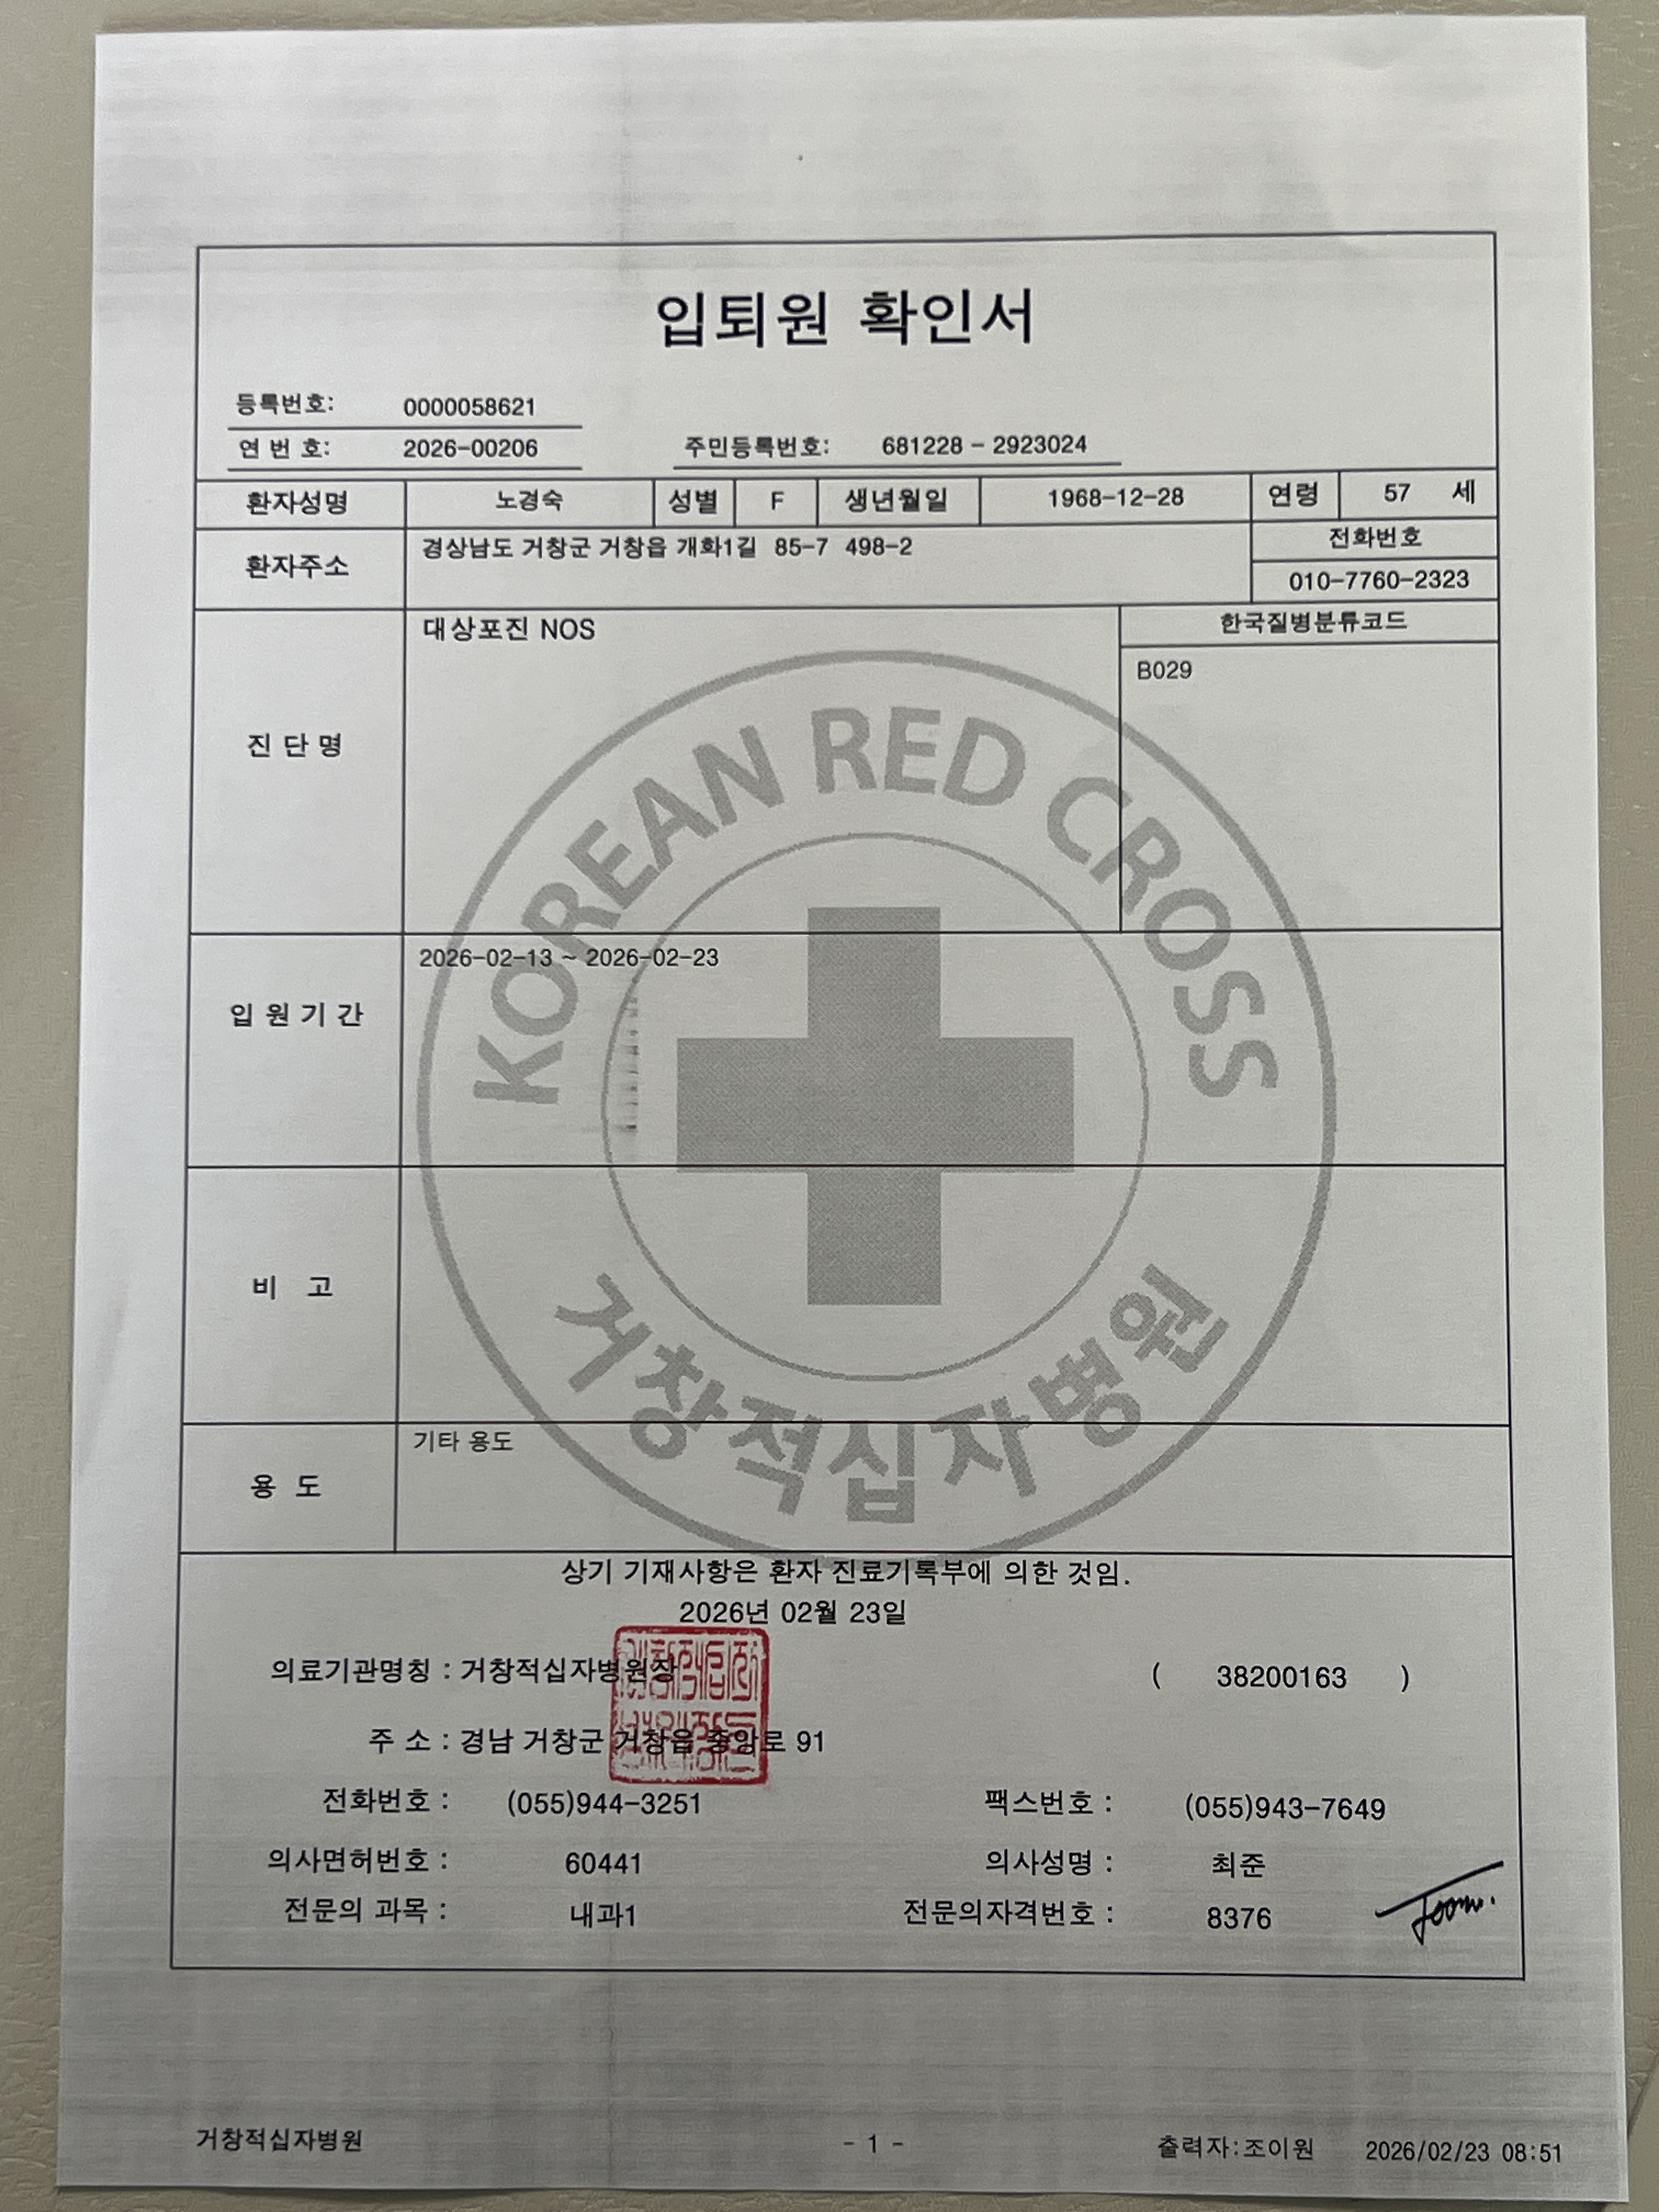 입퇴원 확인서
등록번호: 0000058621
연 번 호: 2026-00206 주민등록번호: 681228 - 2923024
환자성명 노경숙 성별 F 생년월일 1968-12-28 연령 57 세
환자주소 경상남도 거창군 거창읍 개화1길 85-7 498-2 전화번호
010-7760-2323
진 단 명 대상포진 NOS 한국질병분류코드
B029
KOREAN RED CROSS
입 원 기 간 2026-02-13 ~ 2026-02-23
비 고
거창적십자병원
용 도 기타 용도
상기 기재사항은 환자 진료기록부에 의한 것임.
2026년 02월 23일
의료기관명칭 : 거창적십자병원장 ( 38200163 )
주 소 : 경남 거창군 거창읍 중앙로 91
전화번호 : (055)944-3251 팩스번호 : (055)943-7649
의사면허번호 : 60441 의사성명 : 최준
전문의 과목 : 내과1 전문의자격번호 : 8376
거창적십자병원 - 1 - 출력자:조이원 2026/02/23 08:51